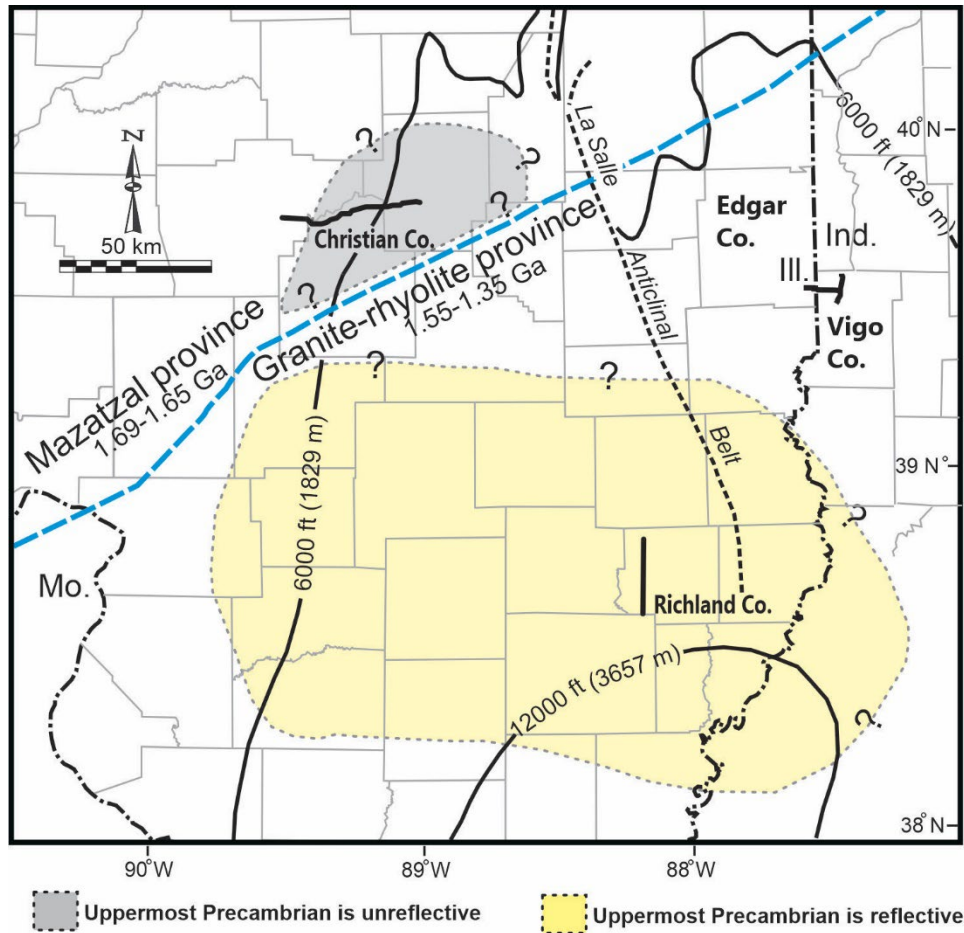 40°N
6000 ft (1829 m)
N
50 km
?
?
?
?
La Salle
Anticlinal
Belt
Christian Co.
Edgar
Co.
Ind.
Ill.
Vigo
Co.
Mazatzal province
1.69-1.65 Ga
Granite-rhyolite province
1.55-1.35 Ga
?
?
39 N°
?
6000 ft (1829 m)
Mo.
Richland Co.
12000 ft (3657 m)
?
38°N
90°W
89°W
88°W
Uppermost Precambrian is unreflective
Uppermost Precambrian is reflective